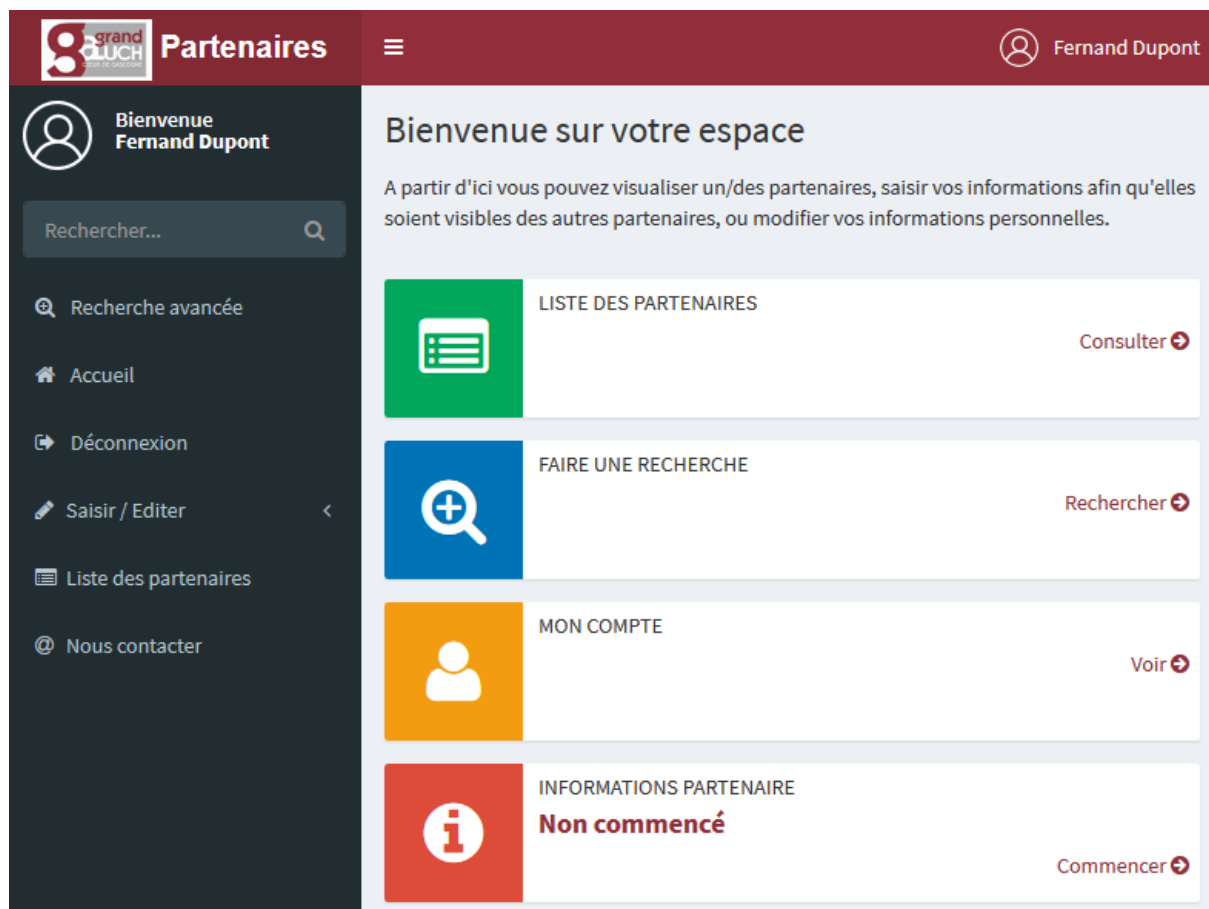 grand
aUCH
CŒUR DE GASCOGNE
Partenaires
Fernand Dupont
Bienvenue
Fernand Dupont
Rechercher...
Recherche avancée
Accueil
Déconnexion
Saisir / Editer
Liste des partenaires
@ Nous contacter
Bienvenue sur votre espace
A partir d'ici vous pouvez visualiser un/des partenaires, saisir vos informations afin qu'elles
soient visibles des autres partenaires, ou modifier vos informations personnelles.
LISTE DES PARTENAIRES
Consulter
FAIRE UNE RECHERCHE
Rechercher
MON COMPTE
Voir
INFORMATIONS PARTENAIRE
Non commencé
Commencer